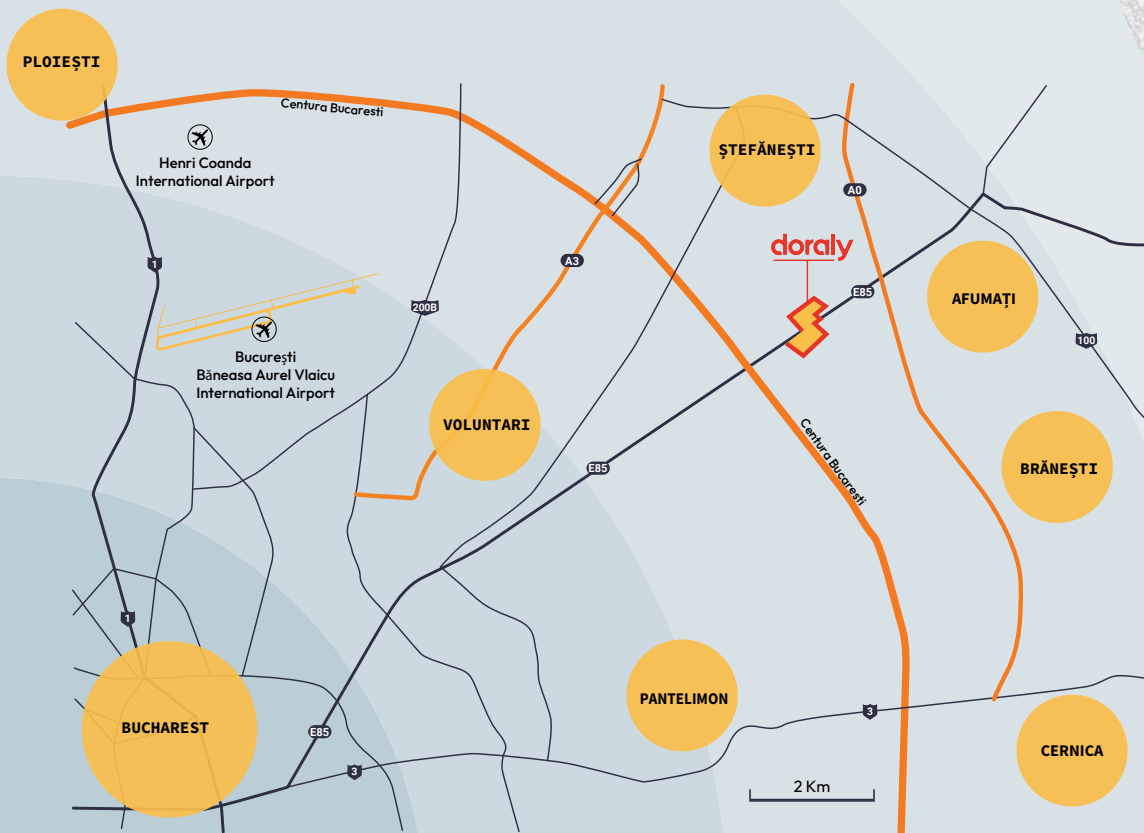 PLOIEȘTI
Centura Bucaresti
Henri Coanda
International Airport
ȘTEFĂNEȘTI
A0
doraly
A3
1
E85
AFUMAȚI
200B
București
Băneasa Aurel Vlaicu
International Airport
100
VOLUNTARI
Centura Bucaresti
E85
BRĂNEȘTI
1
PANTELIMON
3
BUCHAREST
E85
CERNICA
3
2 Km